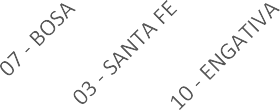 07 - BOSA
03 - SANTA FE
10 - ENGATIVA